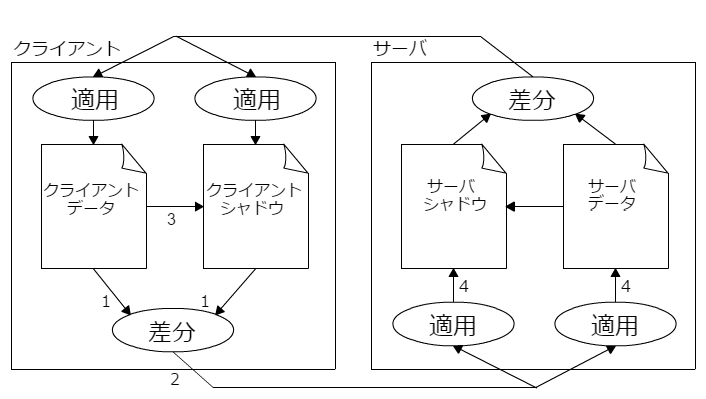 クライアント
サーバ
適用
適用
差分
クライアント
データ
クライアント
シャドウ
サーバ
シャドウ
サーバ
データ
3
1
1
4
4
差分
適用
適用
2